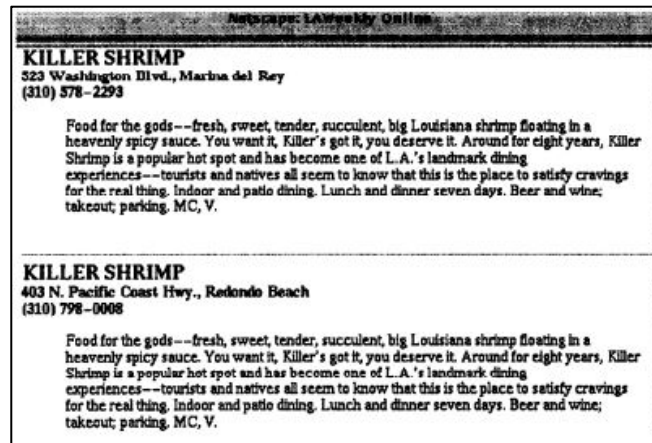 Netscape: LAWeekly Online
KILLER SHRIMP
523 Washington Blvd., Marina del Rey
(310) 578-2293
Food for the gods--fresh, sweet, tender, succulent, big Louisiana shrimp floating in a
heavenly spicy sauce. You want it, Killer's got it, you deserve it. Around for eight years, Killer
Shrimp is a popular hot spot and has become one of L.A.'s landmark dining
experiences--tourists and natives all seem to know that this is the place to satisfy cravings
for the real thing. Indoor and patio dining. Lunch and dinner seven days. Beer and wine;
takeout; parking. MC, V.
KILLER SHRIMP
403 N. Pacific Coast Hwy., Redondo Beach
(310) 798-0008
Food for the gods--fresh, sweet, tender, succulent, big Louisiana shrimp floating in a
heavenly spicy sauce. You want it, Killer's got it, you deserve it. Around for eight years, Killer
Shrimp is a popular hot spot and has become one of L.A.'s landmark dining
experiences--tourists and natives all seem to know that this is the place to satisfy cravings
for the real thing. Indoor and patio dining. Lunch and dinner seven days. Beer and wine;
takeout; parking. MC, V.